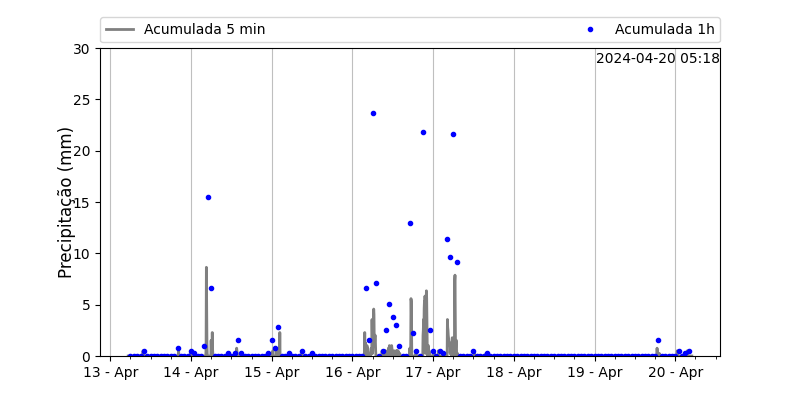 Acumulada 5 min
Acumulada 1h
2024-04-20 05:18
Precipitação (mm)
30
25
20
15
10
5
0
13 - Apr
14 - Apr
15 - Apr
16 - Apr
17 - Apr
18 - Apr
19 - Apr
20 - Apr